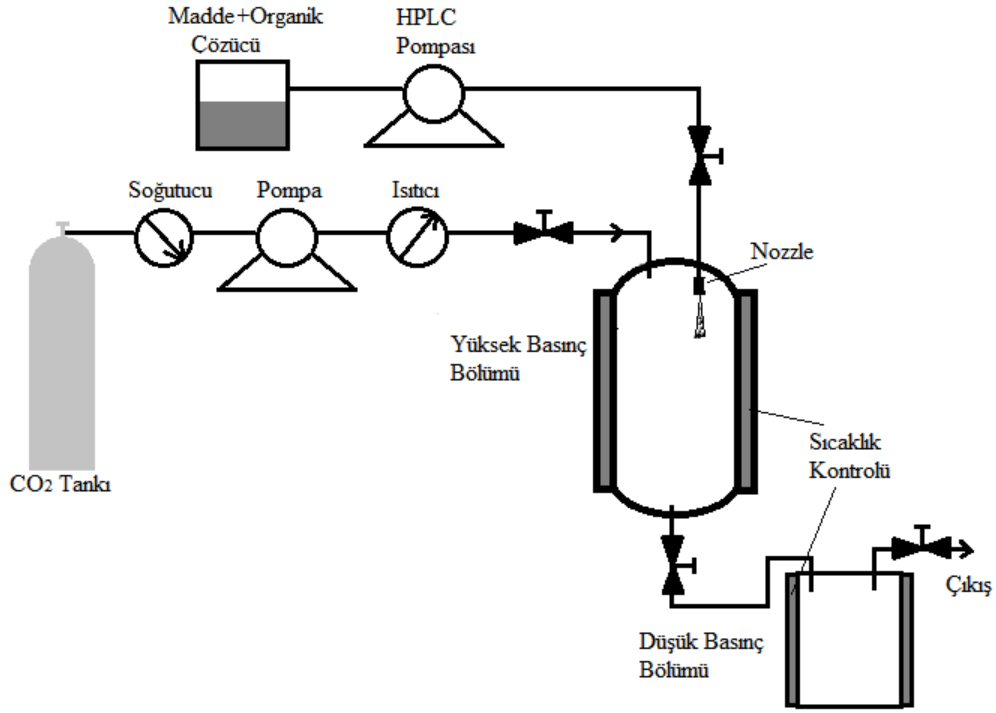 Madde+Organik
Çözücü
HPLC
Pompası
Soğutucu
Pompa
Isıtıcı
Nozzle
Yüksek Basınç
Bölümü
Sıcaklık
Kontrolü
CO2 Tankı
Çıkış
Düşük Basınç
Bölümü